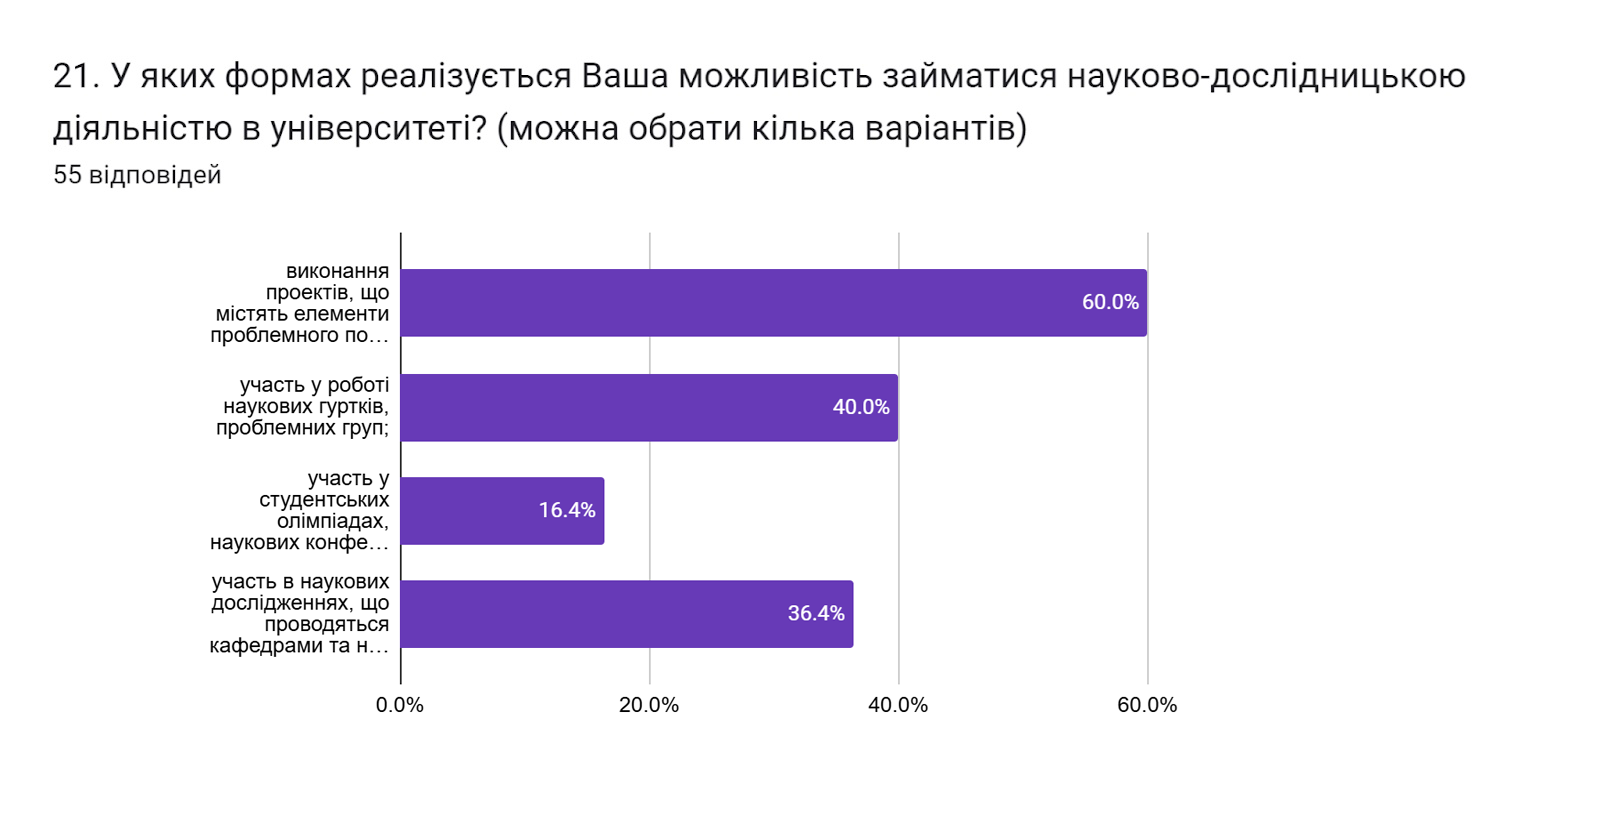 21. У яких формах реалізується Ваша можливість займатися науково-дослідницькою
діяльністю в університеті? (можна обрати кілька варіантів)
55 відповідей
виконання
проектів, що
містять елементи
проблемного по…
60.0%
участь у роботі
наукових гуртків,
проблемних груп;
40.0%
участь у
студентських
олімпіадах,
наукових конфе…
16.4%
участь в наукових
дослідженнях, що
проводяться
кафедрами та н…
36.4%
0.0%
20.0%
40.0%
60.0%